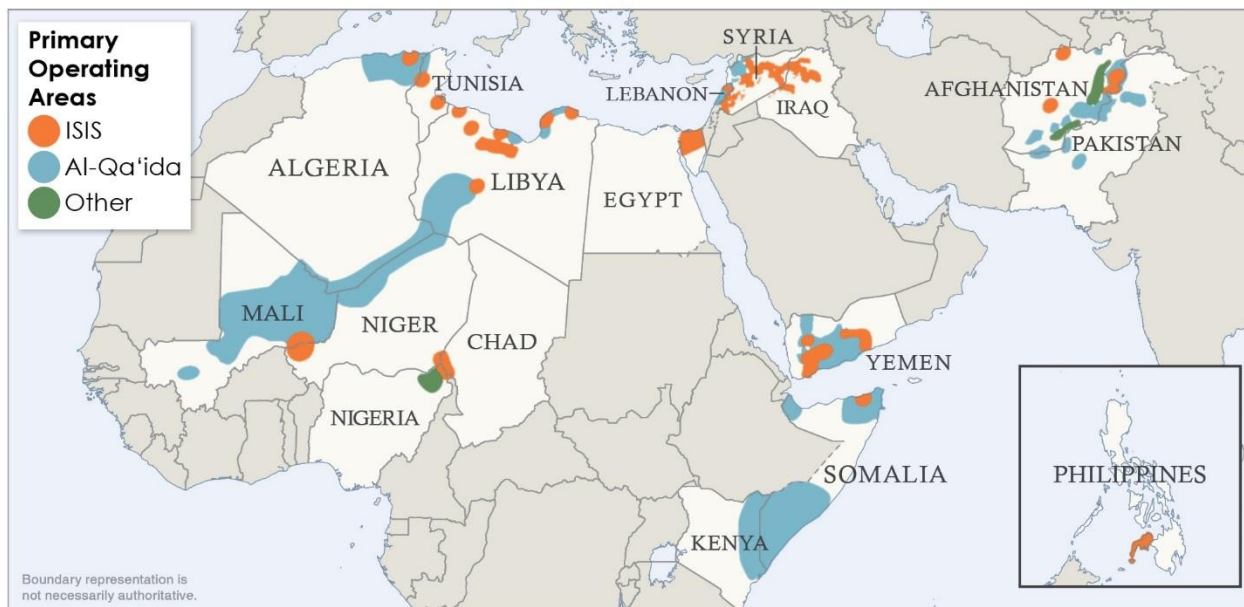 Primary
Operating
Areas
ISIS
Al-Qa‘ida
Other
SYRIA
TUNISIA
LEBANON
IRAQ
AFGHANISTAN
PAKISTAN
ALGERIA
LIBYA
EGYPT
MALI
NIGER
CHAD
YEMEN
NIGERIA
SOMALIA
KENYA
PHILIPPINES
Boundary representation is
not necessarily authoritative.